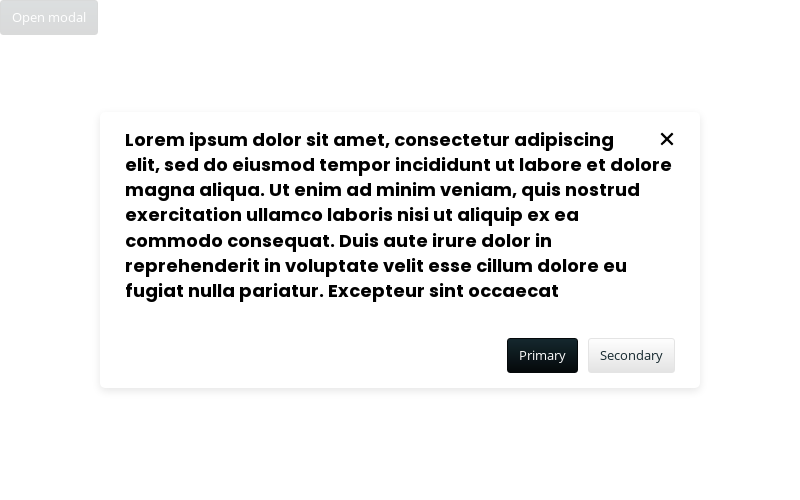 Open modal
Lorem ipsum dolor sit amet, consectetur adipiscing
elit, sed do eiusmod tempor incididunt ut labore et dolore
magna aliqua. Ut enim ad minim veniam, quis nostrud
exercitation ullamco laboris nisi ut aliquip ex ea
commodo consequat. Duis aute irure dolor in
reprehenderit in voluptate velit esse cillum dolore eu
fugiat nulla pariatur. Excepteur sint occaecat
Primary Secondary